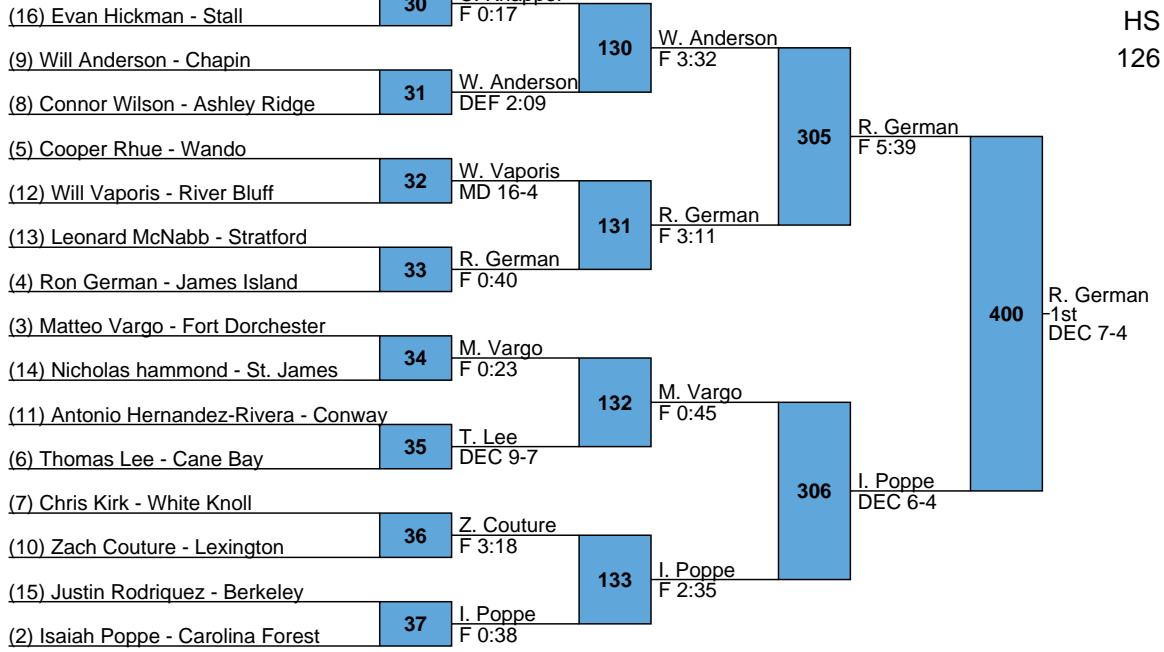 30
F 0:17
(16) Evan Hickman - Stall
HS
126
130
W. Anderson
F 3:32
(9) Will Anderson - Chapin
31
W. Anderson
DEF 2:09
(8) Connor Wilson - Ashley Ridge
305
R. German
F 5:39
(5) Cooper Rhue - Wando
32
W. Vaporis
MD 16-4
(12) Will Vaporis - River Bluff
131
R. German
F 3:11
(13) Leonard McNabb - Stratford
33
R. German
F 0:40
(4) Ron German - James Island
400
R. German
1st
DEC 7-4
(3) Matteo Vargo - Fort Dorchester
34
M. Vargo
F 0:23
(14) Nicholas hammond - St. James
132
M. Vargo
F 0:45
(11) Antonio Hernandez-Rivera - Conway
35
T. Lee
DEC 9-7
(6) Thomas Lee - Cane Bay
306
I. Poppe
DEC 6-4
(7) Chris Kirk - White Knoll
36
Z. Couture
F 3:18
(10) Zach Couture - Lexington
133
I. Poppe
F 2:35
(15) Justin Rodriquez - Berkeley
37
I. Poppe
F 0:38
(2) Isaiah Poppe - Carolina Forest